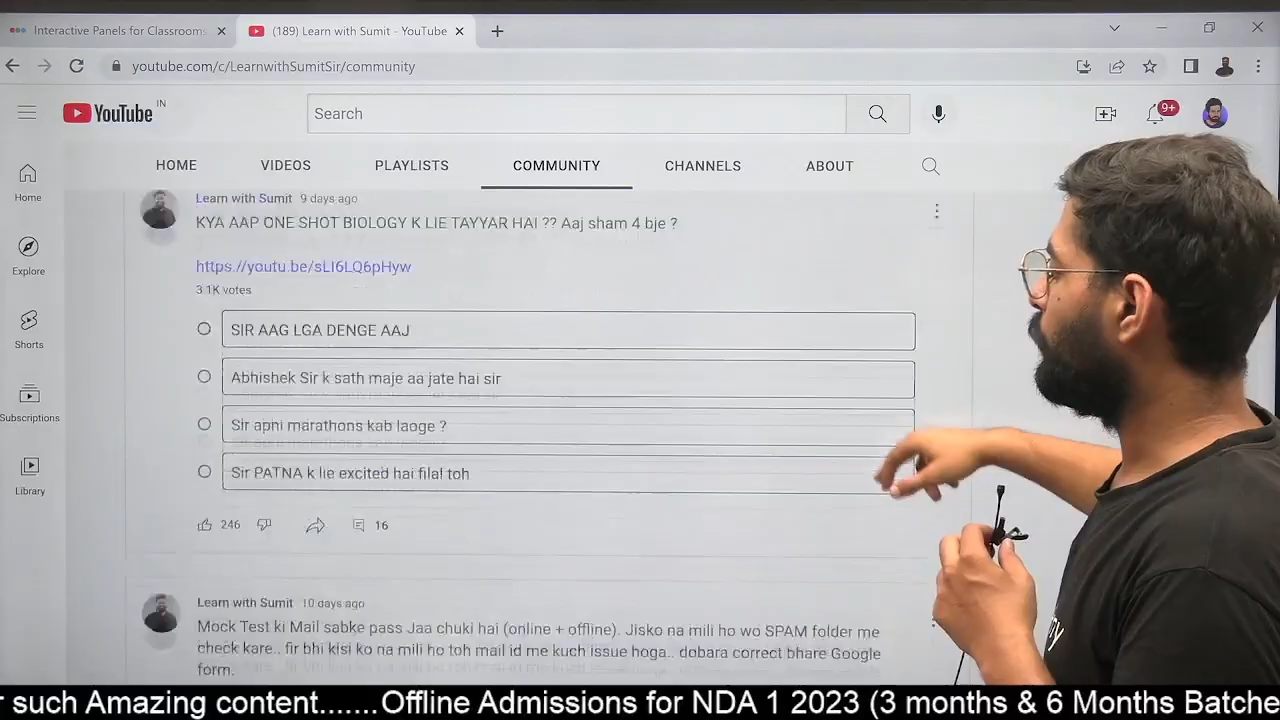 Interactive Panels for Classrooms
(189) Learn with Sumit - YouTube
youtube.com/c/LearnwithSumitSir/community
YouTube IN
Search
9+
HOME VIDEOS PLAYLISTS COMMUNITY CHANNELS ABOUT
Home
Explore
Shorts
Subscriptions
Library
Learn with Sumit 9 days ago
KYA AAP ONE SHOT BIOLOGY K LIE TAYYAR HAI ?? Aaj sham 4 bje ?
https://youtu.be/sLI6LQ6pHyw
3.1K votes
SIR AAG LGA DENGE AAJ
Abhishek Sir k sath maje aa jate hai sir
Sir apni marathons kab laoge ?
Sir PATNA k lie excited hai filal toh
246 16
Learn with Sumit 10 days ago
Mock Test ki Mail sabke pass Jaa chuki hai (online + offline). Jisko na mili ho wo SPAM folder me
check kare.. fir bhi kisi ko na mili ho toh mail id me kuch issue hoga.. dobara correct bhare Google
form.
r such Amazing content.......Offline Admissions for NDA 1 2023 (3 months & 6 Months Batche